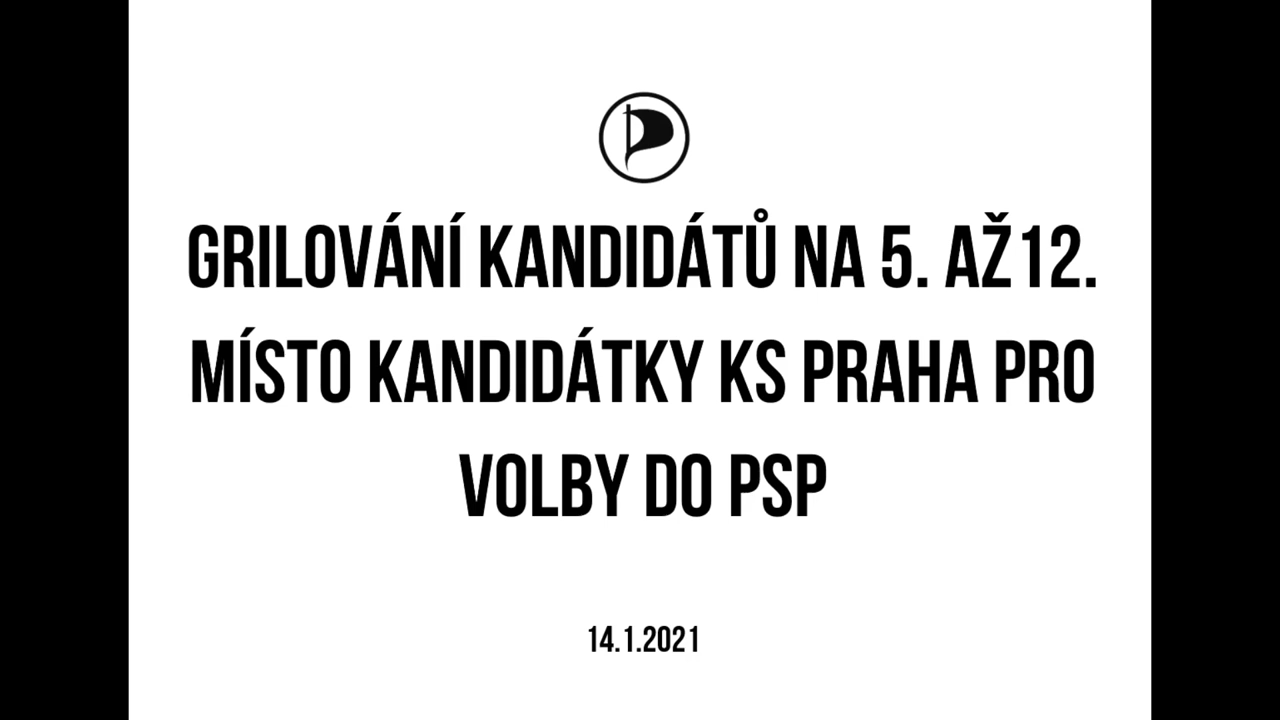 GRILOVÁNÍ KANDIDÁTŮ NA 5. AŽ12.
MÍSTO KANDIDÁTKY KS PRAHA PRO
VOLBY DO PSP
14.1.2021